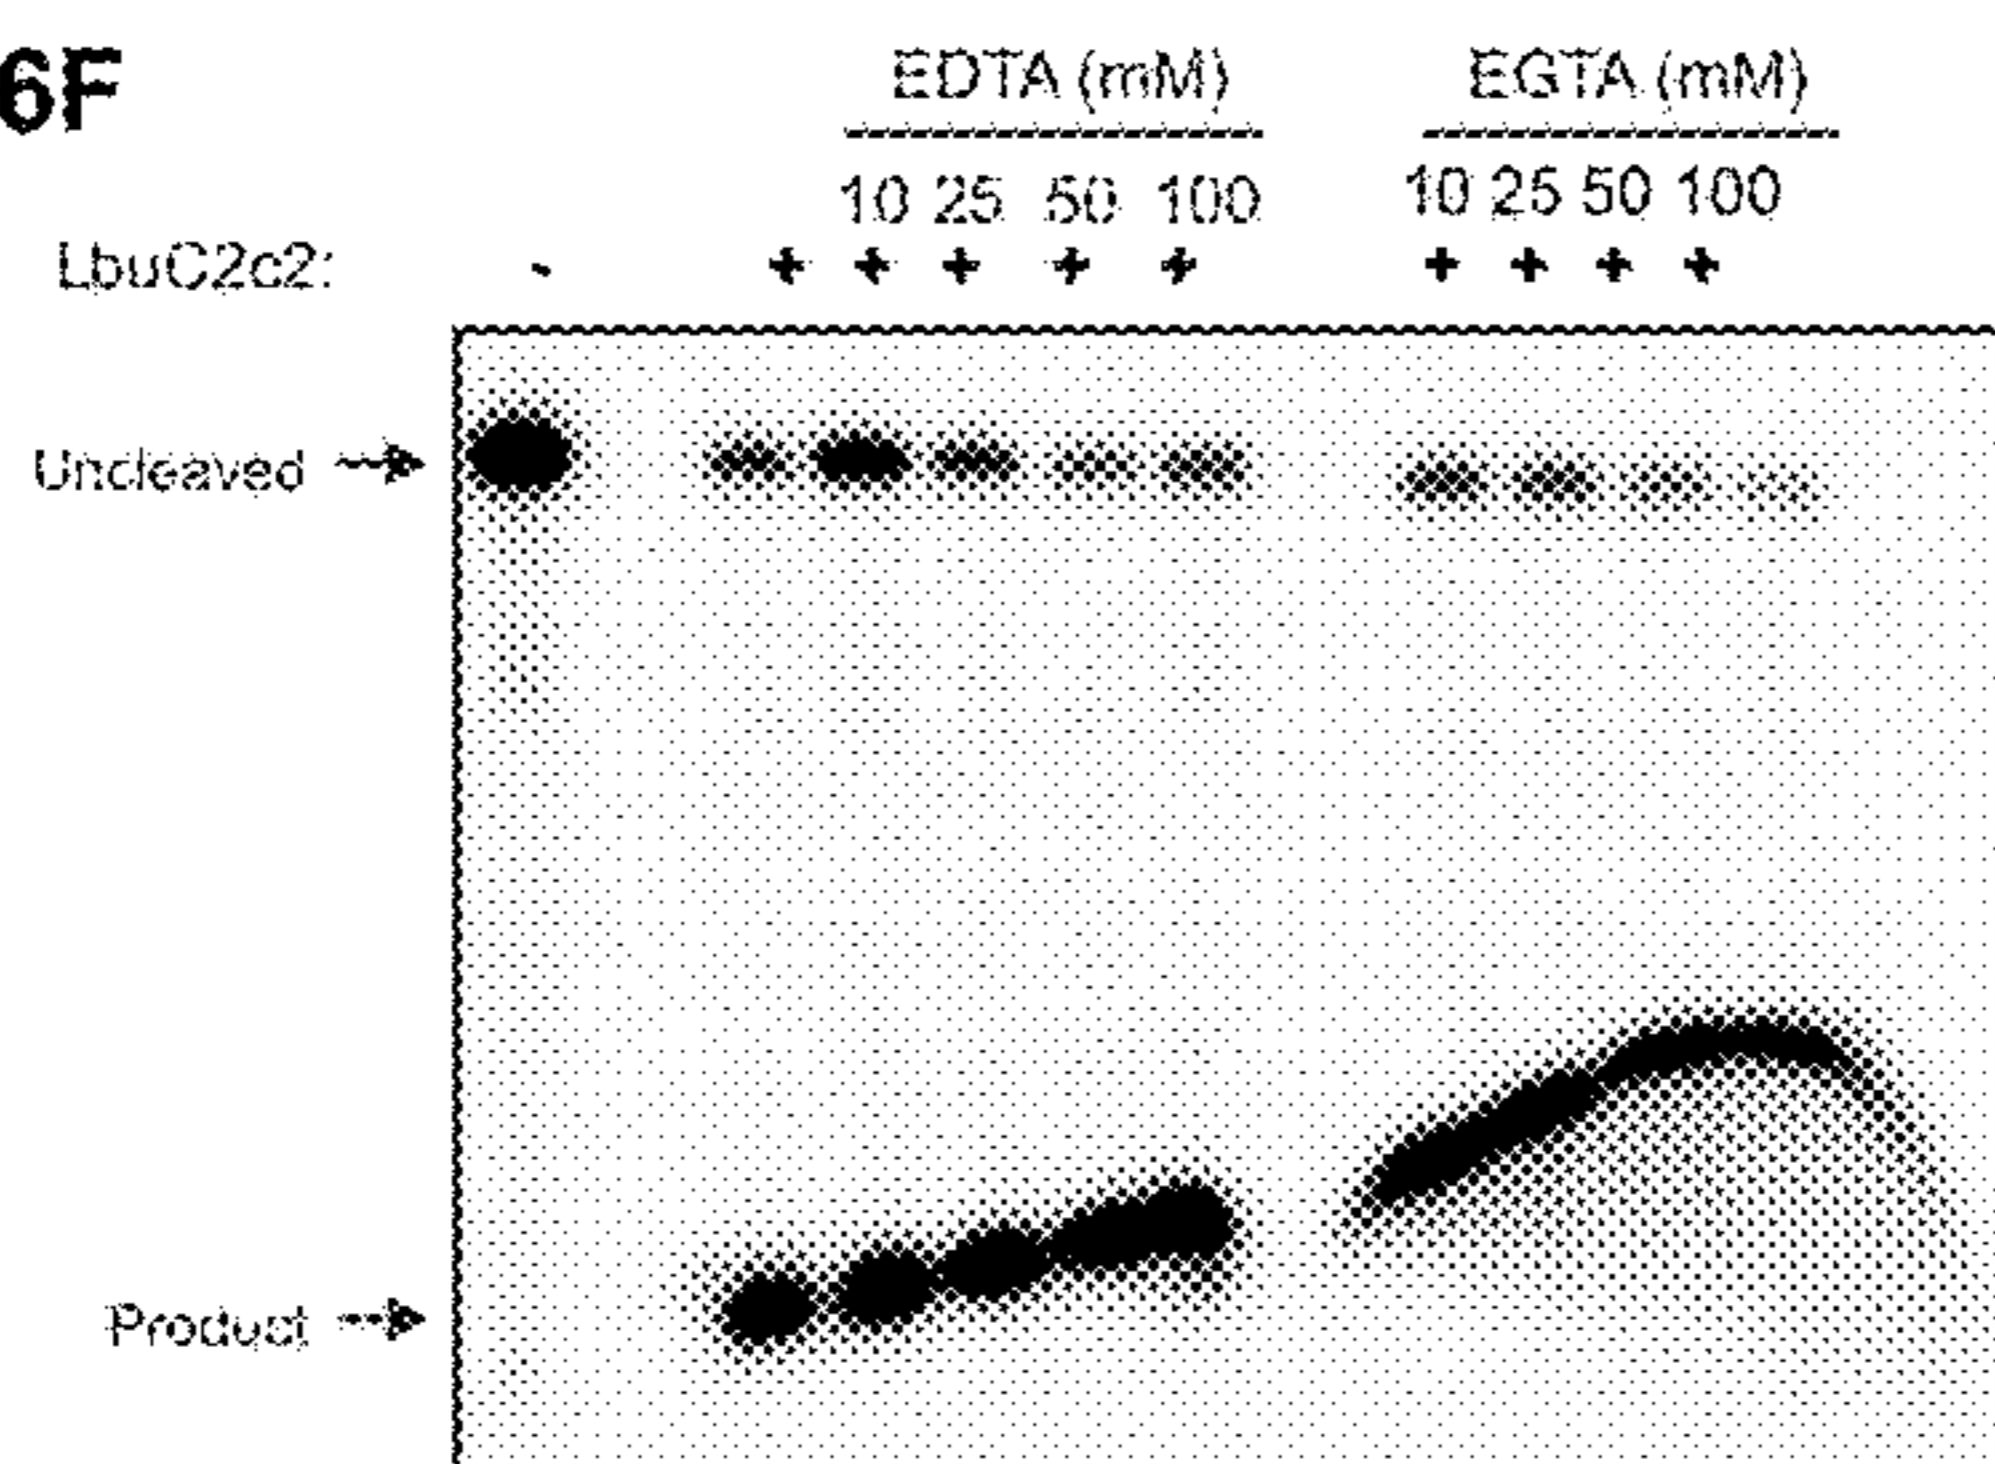 6F
EDTA (mM) EGTA (mM)
10 25 50 100 10 25 50 100
LbuC2c2: - + + + + + + + + +
Uncleaved
Product